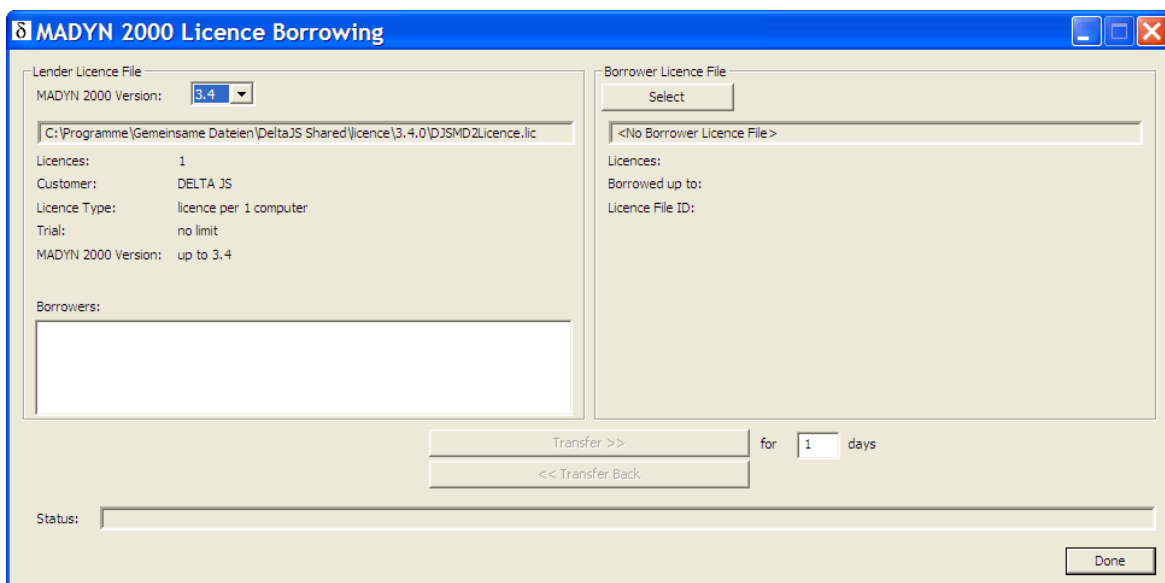 δ MADYN 2000 Licence Borrowing
Lender Licence File
MADYN 2000 Version: 3.4
C:\Programme\Gemeinsame Dateien\DeltaJS Shared\licence\3.4.0\DJSMD2Licence.lic
Licences: 1
Customer: DELTA JS
Licence Type: licence per 1 computer
Trial: no limit
MADYN 2000 Version: up to 3.4
Borrowers:
Borrower Licence File
Select
<No Borrower Licence File>
Licences:
Borrowed up to:
Licence File ID:
Transfer >> for 1 days
<< Transfer Back
Status:
Done